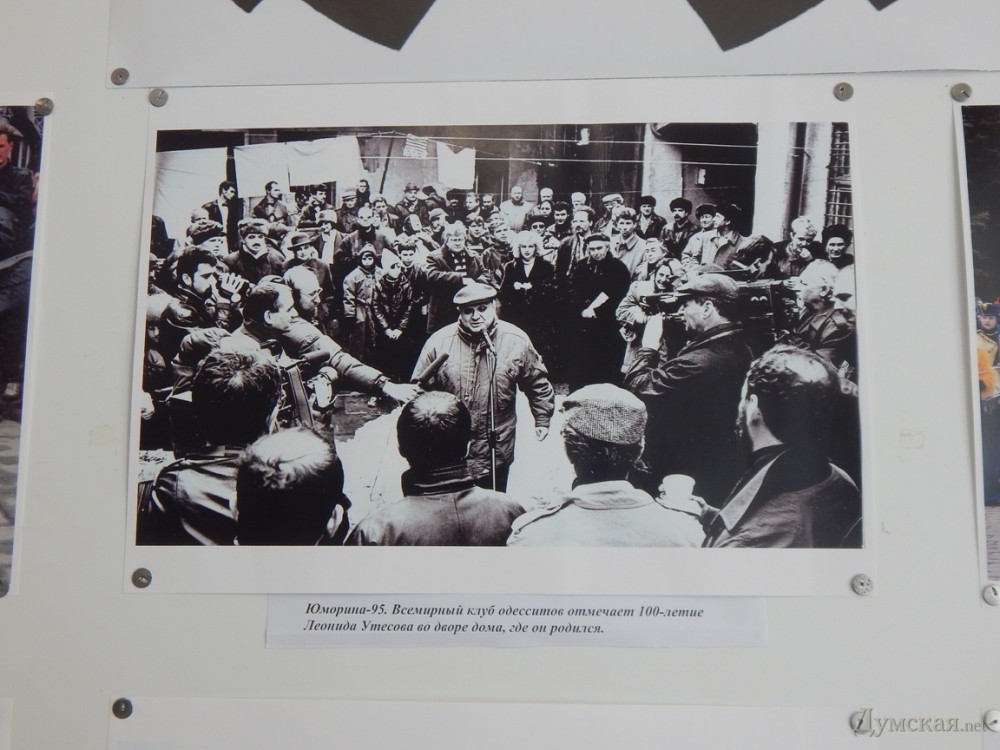 Юморина-95. Всемирный клуб одесситов отмечает 100-летие
Леонида Утесова во дворе дома, где он родился.
Думская.net